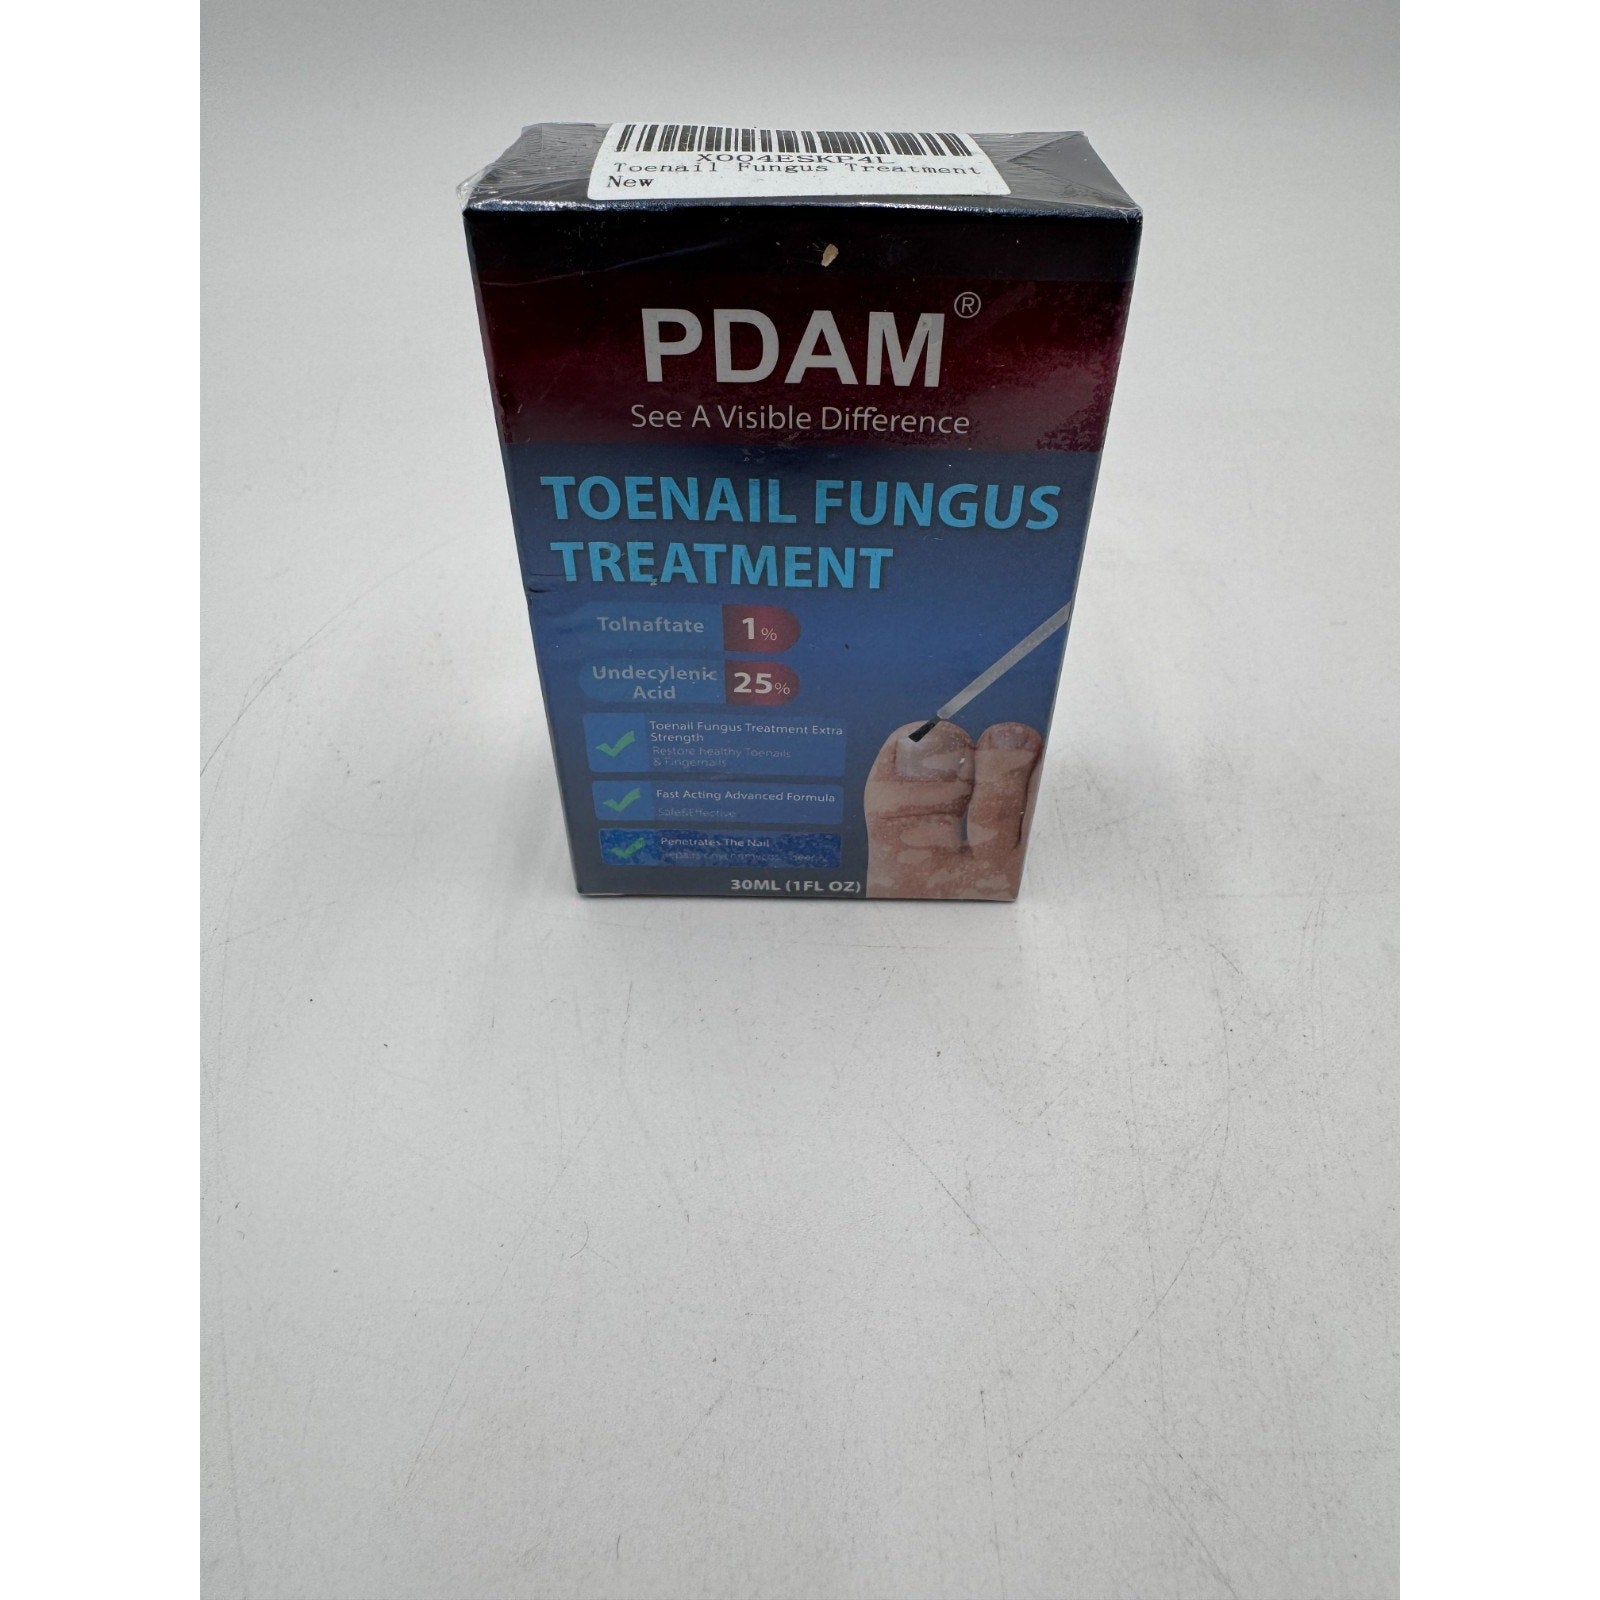 X004ESKP4L
Toenail Fungus Treatment
New
PDAM®
See A Visible Difference
TOENAIL FUNGUS
TREATMENT
Tolnaftate 1%
Undecylenic
Acid 25%
Toenail Fungus Treatment Extra
Strength
Restore healthy Toenails
& Fingernails
Fast Acting Advanced Formula
Safe&Effective
Penetrates The Nail
30ML (1FL OZ)